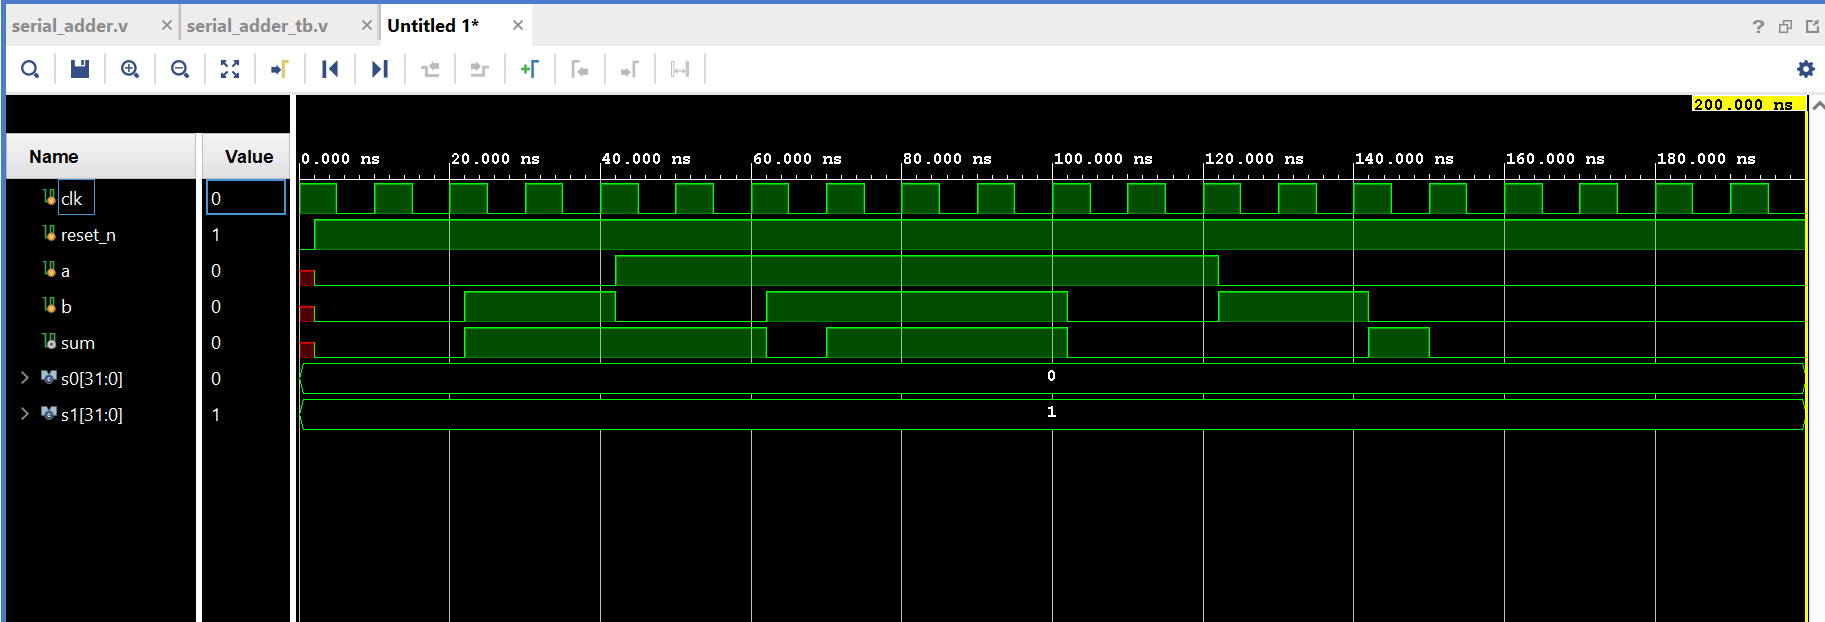 serial_adder.v × serial_adder_tb.v × Untitled 1* ×
?
200.000 ns
Name Value 0.000 ns 20.000 ns 40.000 ns 60.000 ns 80.000 ns 100.000 ns 120.000 ns 140.000 ns 160.000 ns 180.000 ns
clk 0
reset_n 1
a 0
b 0
sum 0
s0[31:0] 0 0
s1[31:0] 1 1